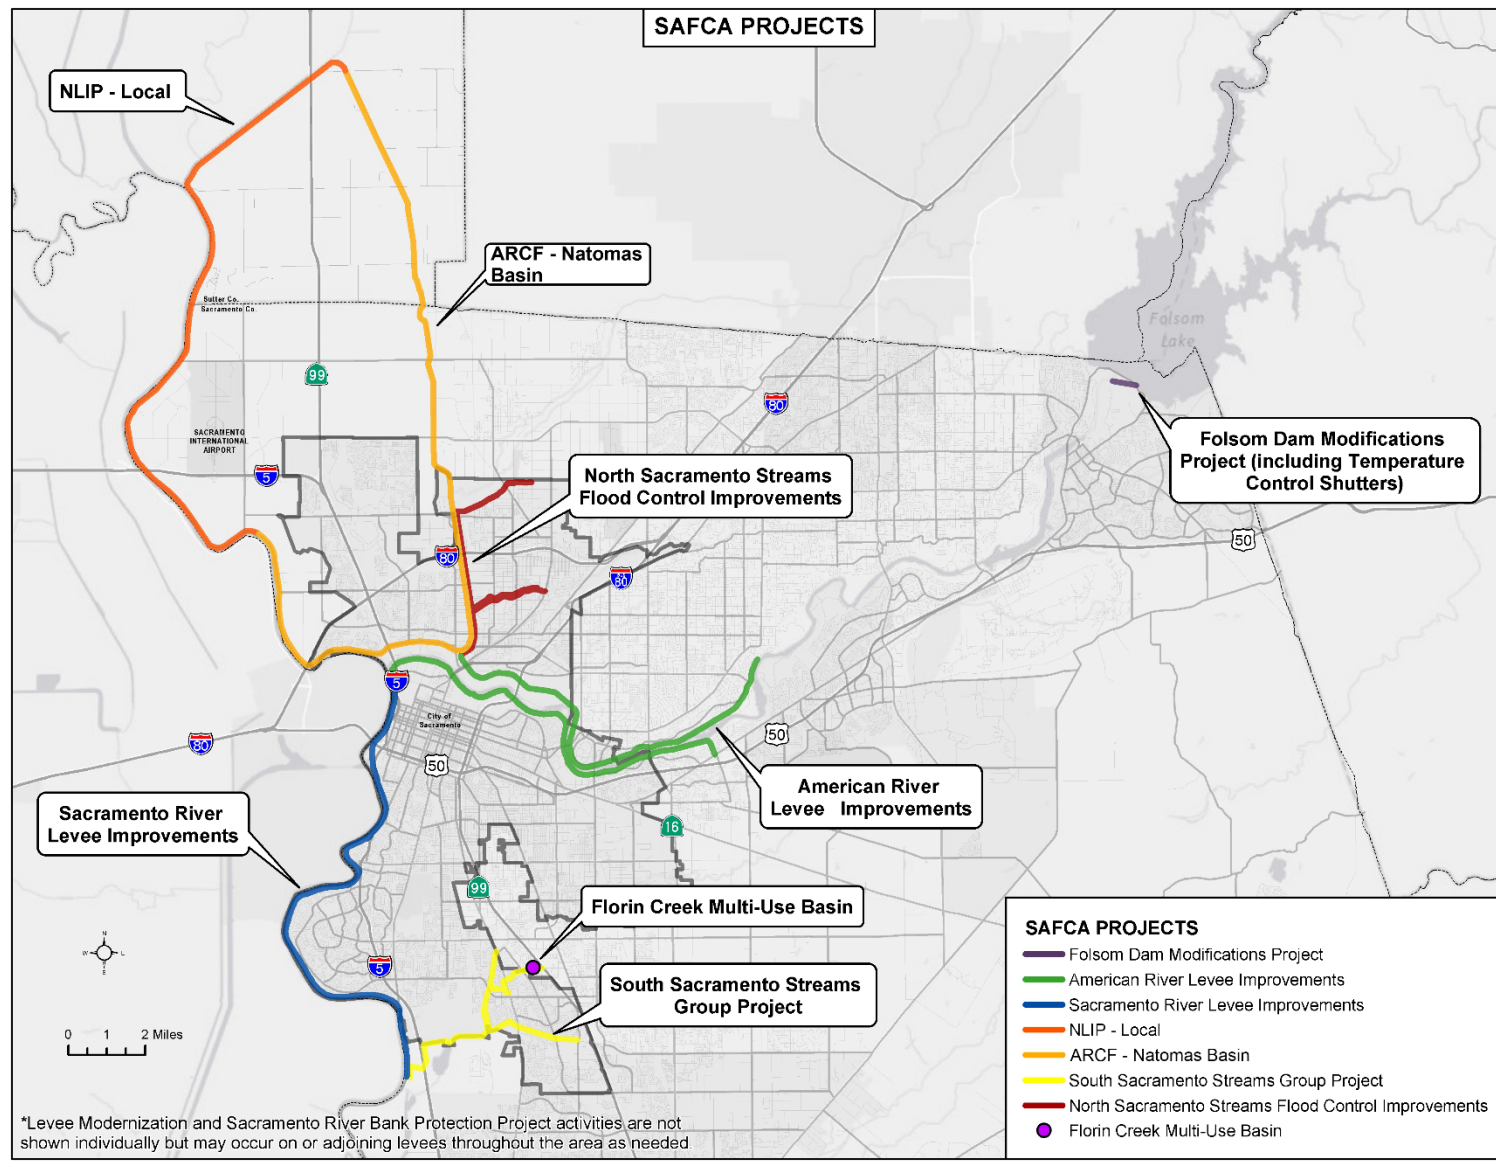 SAFCA PROJECTS
NLIP - Local
ARCF - Natomas
Basin
Sutter Co.
Sacramento Co.
Folsom
Lake
99
80
SACRAMENTO
INTERNATIONAL
AIRPORT
5
North Sacramento Streams
Flood Control Improvements
Folsom Dam Modifications
Project (including Temperature
Control Shutters)
50
80
80
5
City of
Sacramento
50
80
50
American River
Levee Improvements
Sacramento River
Levee Improvements
16
99
Florin Creek Multi-Use Basin
5
South Sacramento Streams
Group Project
N
W
E
0 1 2 Miles
*Levee Modernization and Sacramento River Bank Protection Project activities are not
shown individually but may occur on or adjoining levees throughout the area as needed
SAFCA PROJECTS
Folsom Dam Modifications Project
American River Levee Improvements
Sacramento River Levee Improvements
NLIP - Local
ARCF - Natomas Basin
South Sacramento Streams Group Project
North Sacramento Streams Flood Control Improvements
Florin Creek Multi-Use Basin